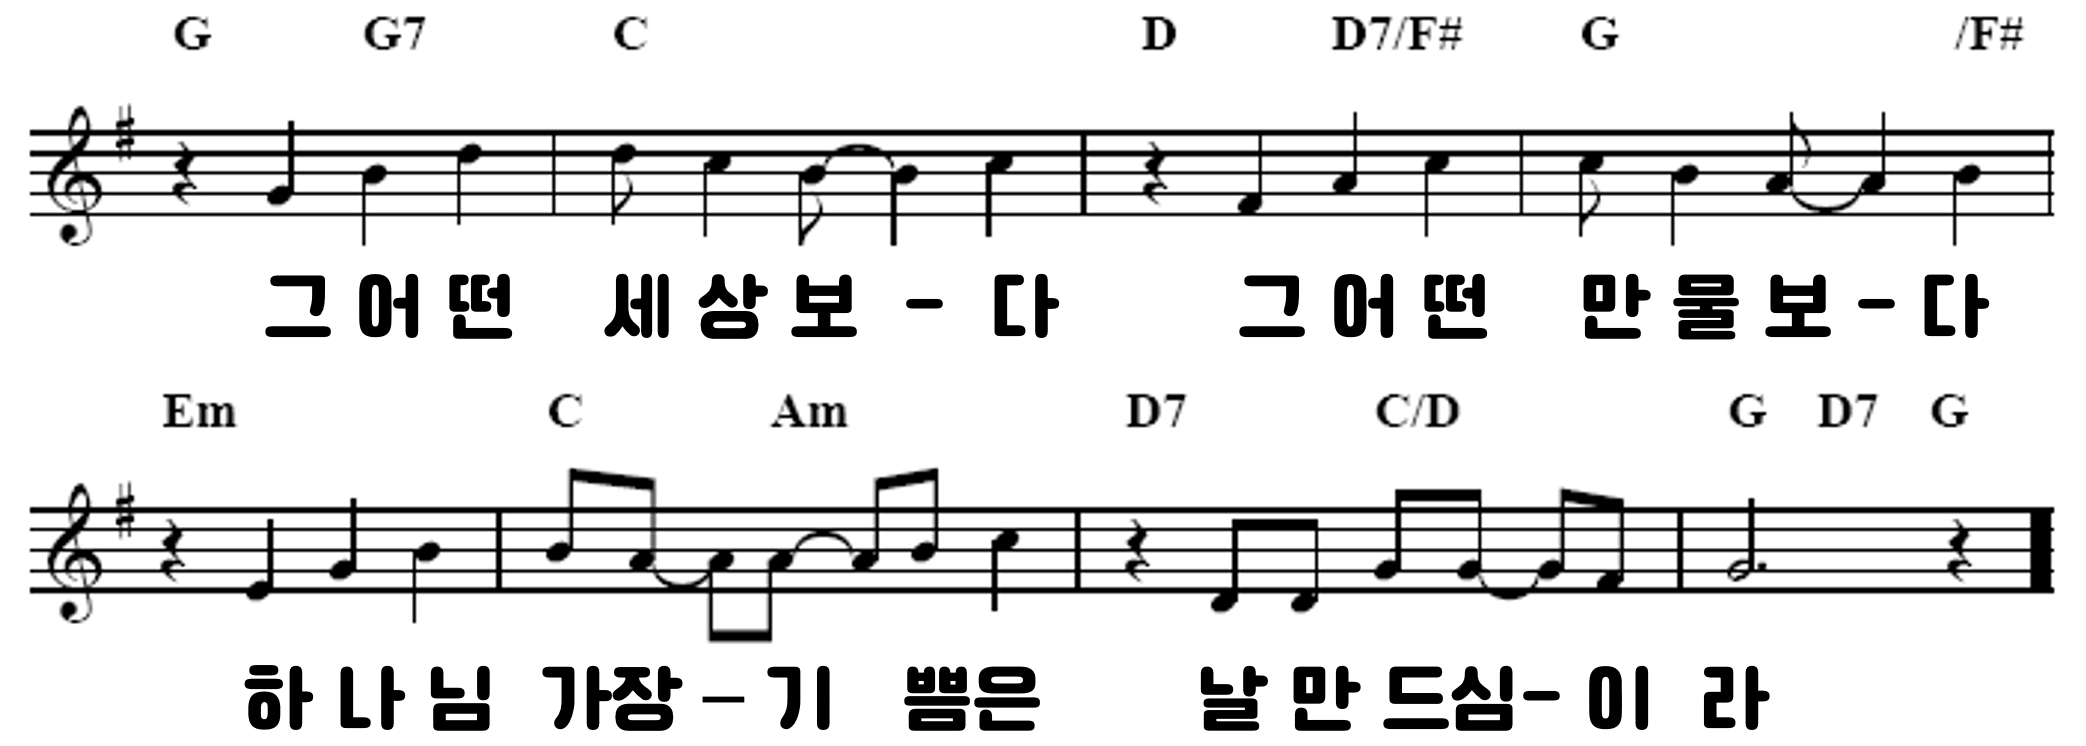 G G7 C D D7/F# G /F#
그 어 떤 세 상 보 - 다 그 어 떤 만 물 보 - 다
Em C Am D7 C/D G D7 G
하 나 님 가장 - 기 쁨은 날 만 드심- 이 라